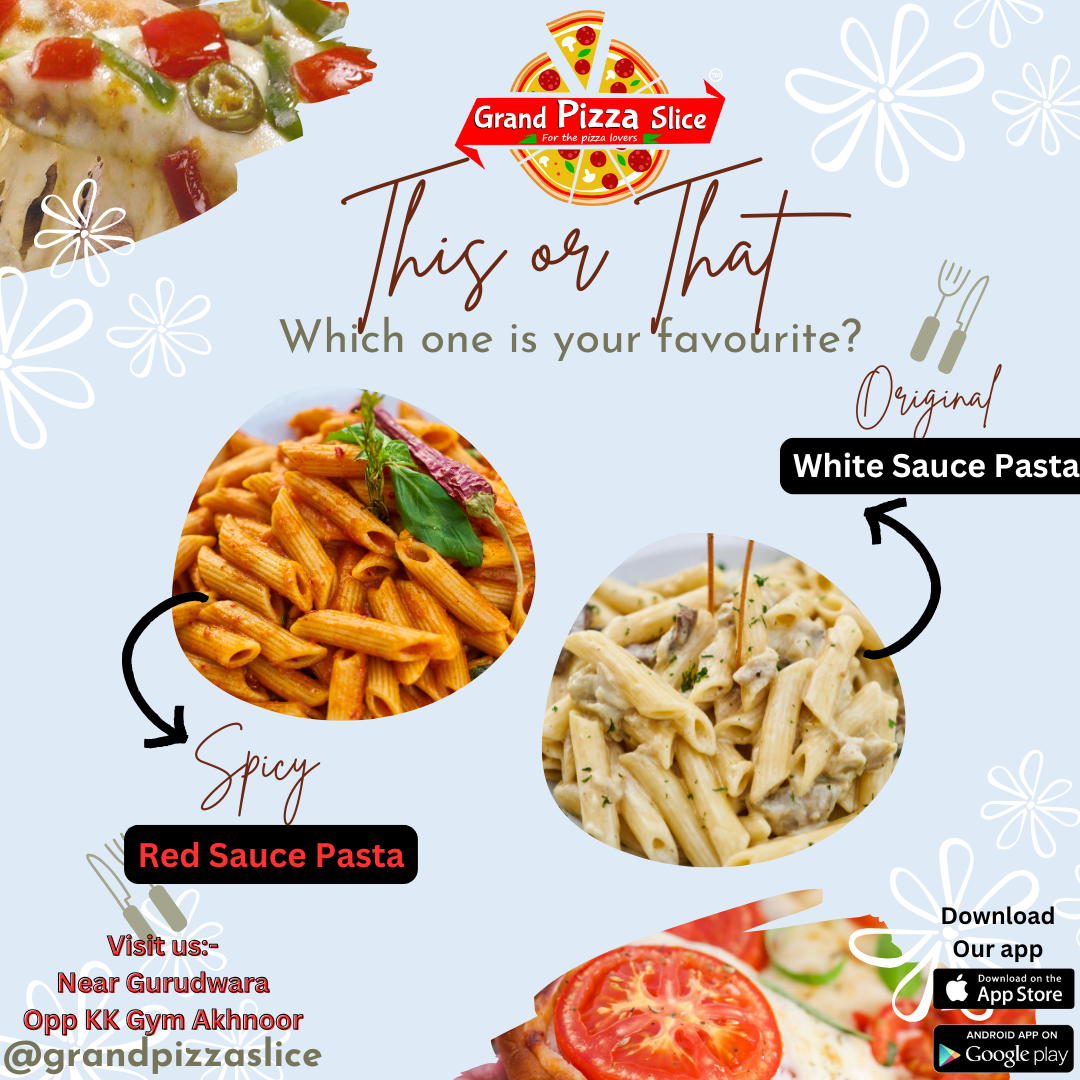 TM
Grand Pizza Slice
For the pizza lovers
This or That
Which one is your favourite?
Original
White Sauce Pasta
Spicy
Red Sauce Pasta
Visit us:-
Near Gurudwara
Opp KK Gym Akhnoor
@grandpizzaslice
Download
Our app
Download on the
App Store
ANDROID APP ON
Google play